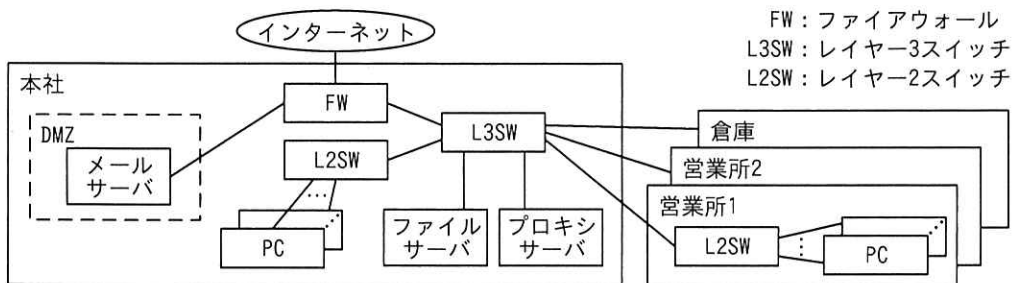 インターネット
FW：ファイアウォール
L3SW：レイヤー3スイッチ
L2SW：レイヤー2スイッチ
本社
FW
DMZ
メール
サーバ
L2SW
L3SW
PC
ファイル
サーバ
プロキシ
サーバ
倉庫
営業所2
営業所1
L2SW
PC